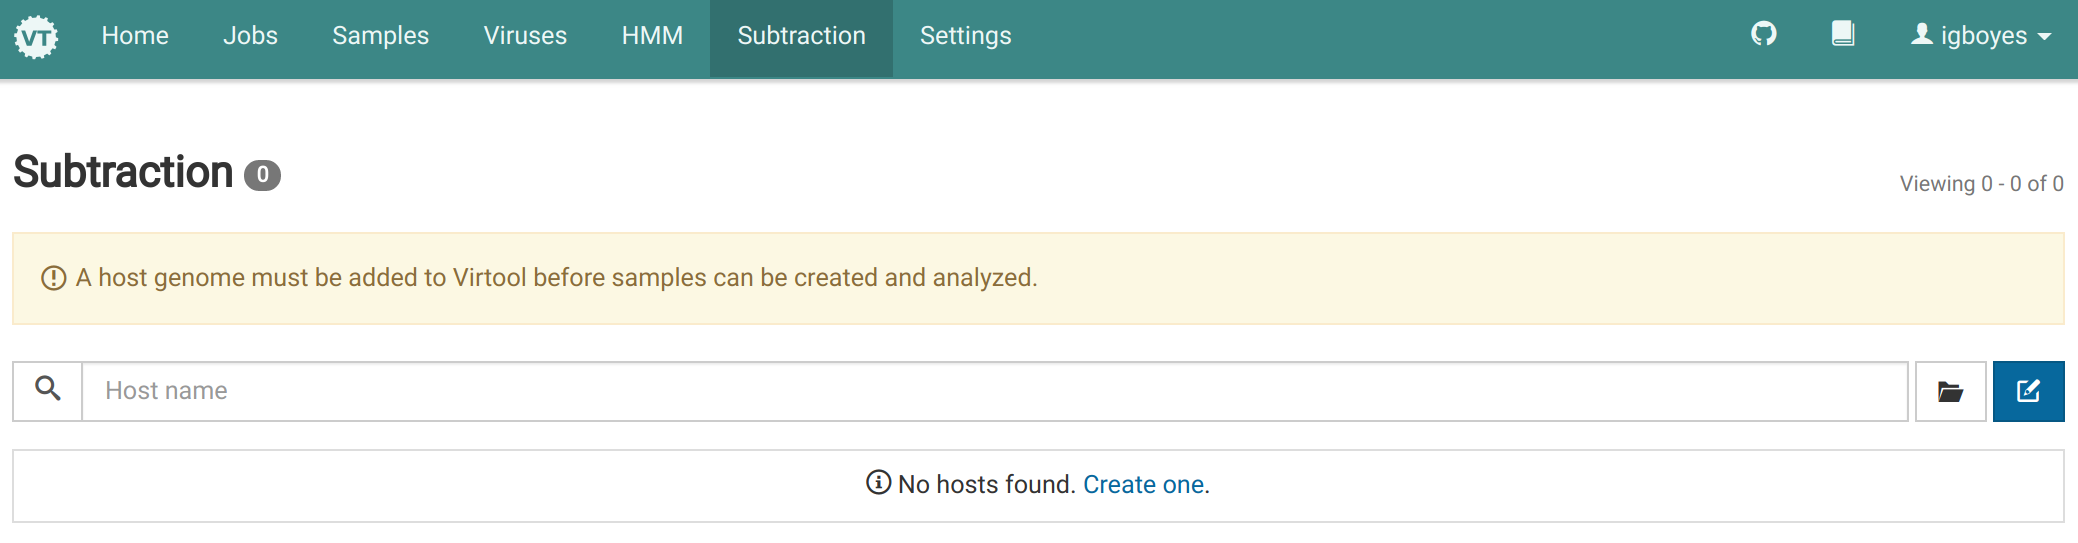 VT Home Jobs Samples Viruses HMM Subtraction Settings igboyes
Subtraction 0
Viewing 0 - 0 of 0
A host genome must be added to Virtool before samples can be created and analyzed.
Host name
No hosts found. Create one.